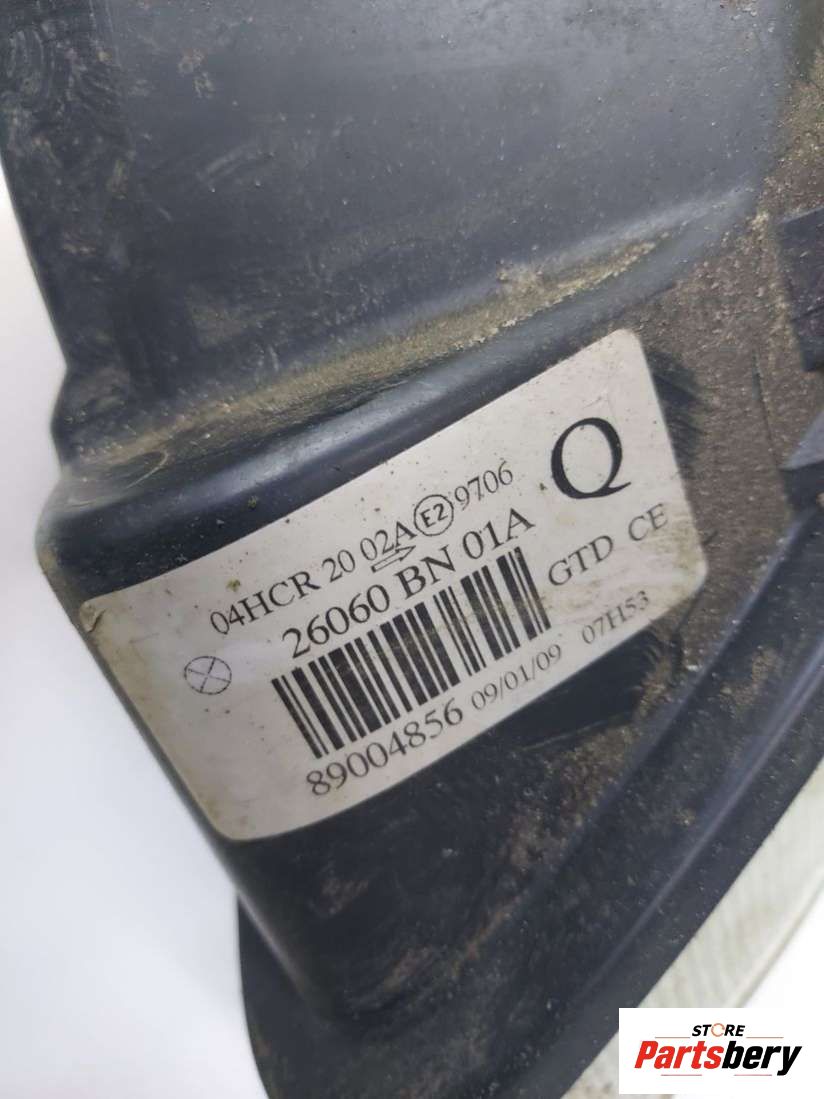 04HCR 20 02A E2 9706
→
26060 BN 01A
Q
GTD CE
89004856 09/01/09 07H53
STORE
Partsbery